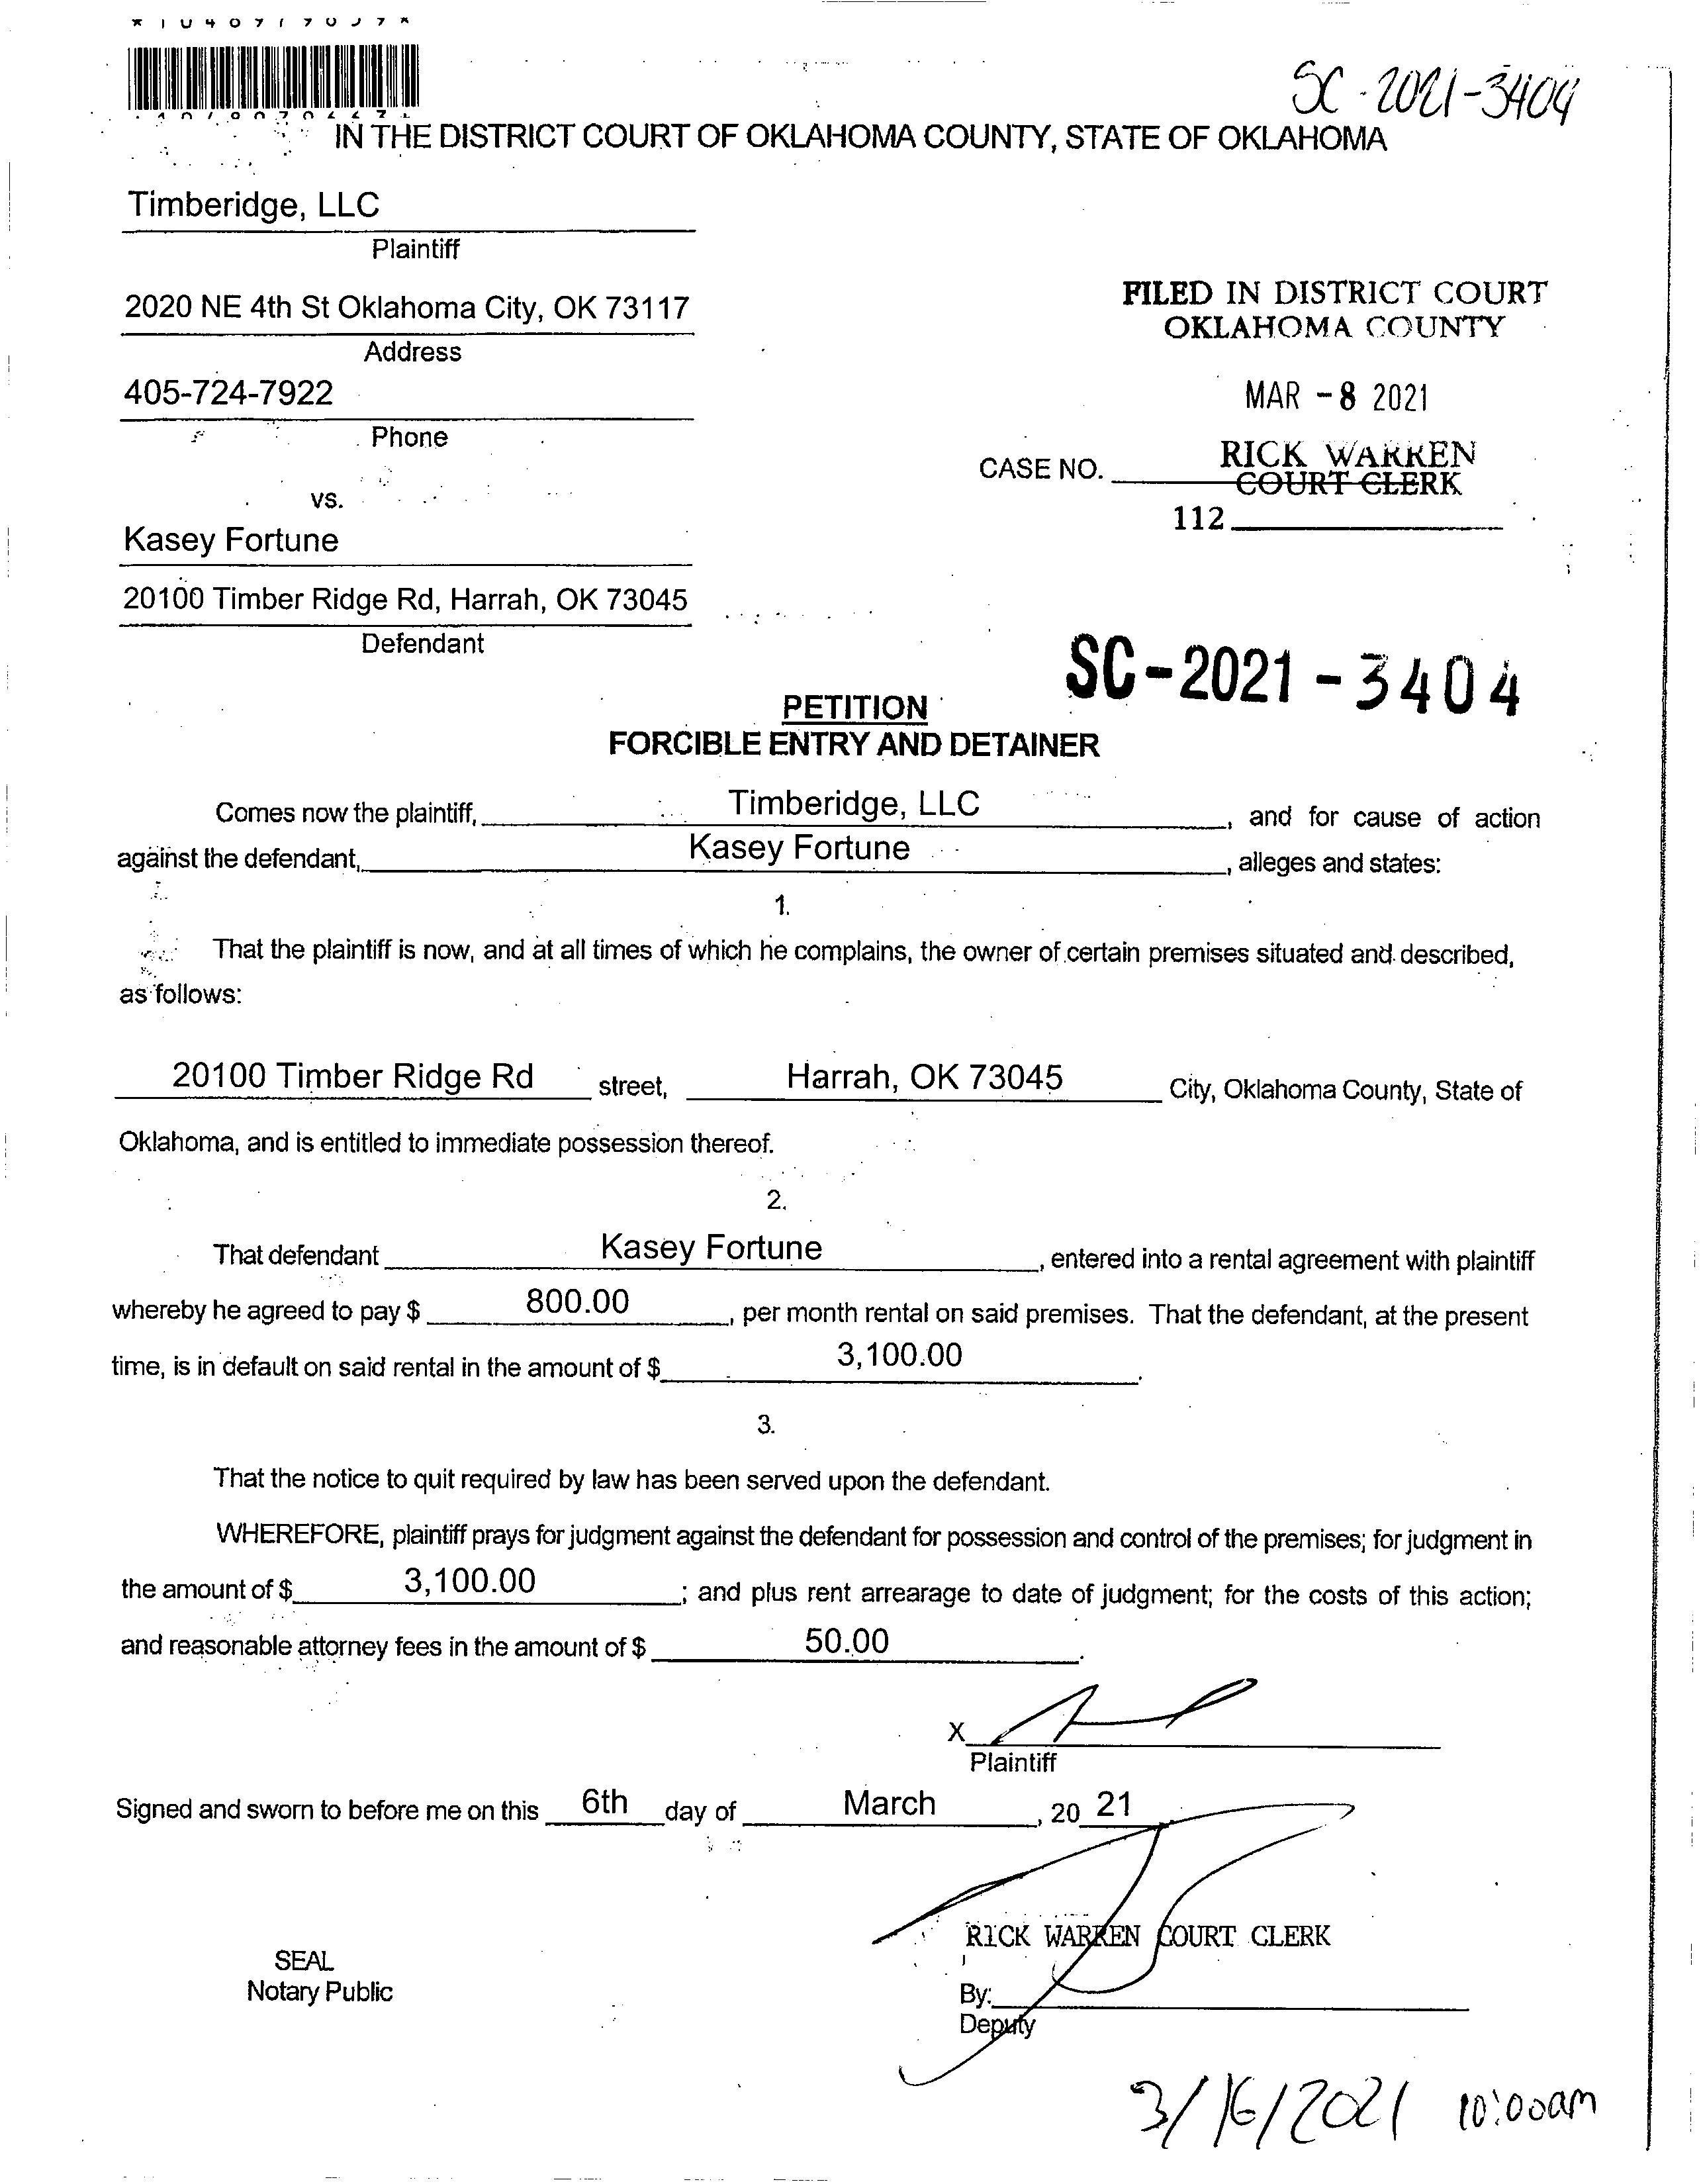 SC-2021-3404
IN THE DISTRICT COURT OF OKLAHOMA COUNTY, STATE OF OKLAHOMA
Timberidge, LLC
Plaintiff
2020 NE 4th St Oklahoma City, OK 73117
Address
405-724-7922
Phone
FILED IN DISTRICT COURT
OKLAHOMA COUNTY
MAR -8 2021
RICK WARREN
COURT CLERK
CASE NO.
112
vs.
Kasey Fortune
20100 Timber Ridge Rd, Harrah, OK 73045
Defendant
SC-2021-3404
PETITION
FORCIBLE ENTRY AND DETAINER
Comes now the plaintiff, Timberidge, LLC, and for cause of action
against the defendant, Kasey Fortune, alleges and states:
1.
That the plaintiff is now, and at all times of which he complains, the owner of certain premises situated and described,
as follows:
20100 Timber Ridge Rd street, Harrah, OK 73045 City, Oklahoma County, State of
Oklahoma, and is entitled to immediate possession thereof.
2.
That defendant Kasey Fortune, entered into a rental agreement with plaintiff
whereby he agreed to pay $ 800.00, per month rental on said premises. That the defendant, at the present
time, is in default on said rental in the amount of $ 3,100.00.
3.
That the notice to quit required by law has been served upon the defendant.
WHEREFORE, plaintiff prays for judgment against the defendant for possession and control of the premises; for judgment in
the amount of $ 3,100.00; and plus rent arrearage to date of judgment; for the costs of this action;
and reasonable attorney fees in the amount of $ 50.00.
X
Plaintiff
Signed and sworn to before me on this 6th day of March, 20 21
RICK WARREN COURT CLERK
SEAL
Notary Public
By:
Deputy
3/16/2021 10:00am